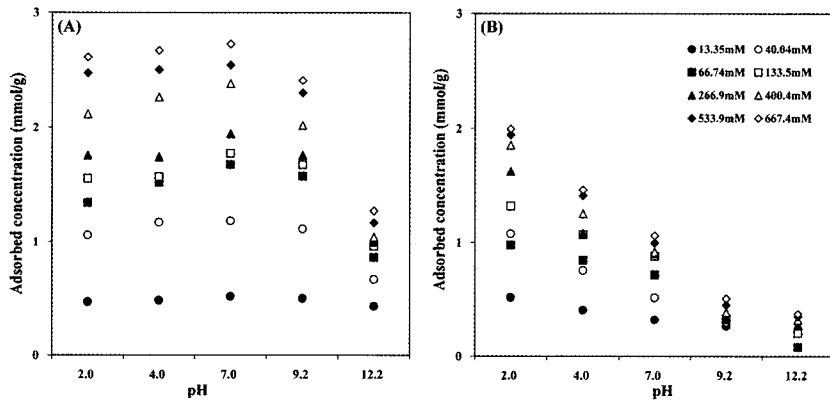 (A)
Adsorbed concentration (mmol/g)
3
2
1
0
2.0 4.0 7.0 9.2 12.2
pH
(B)
Adsorbed concentration (mmol/g)
3
2
1
0
13.35mM 40.04mM
66.74mM 133.5mM
266.9mM 400.4mM
533.9mM 667.4mM
2.0 4.0 7.0 9.2 12.2
pH